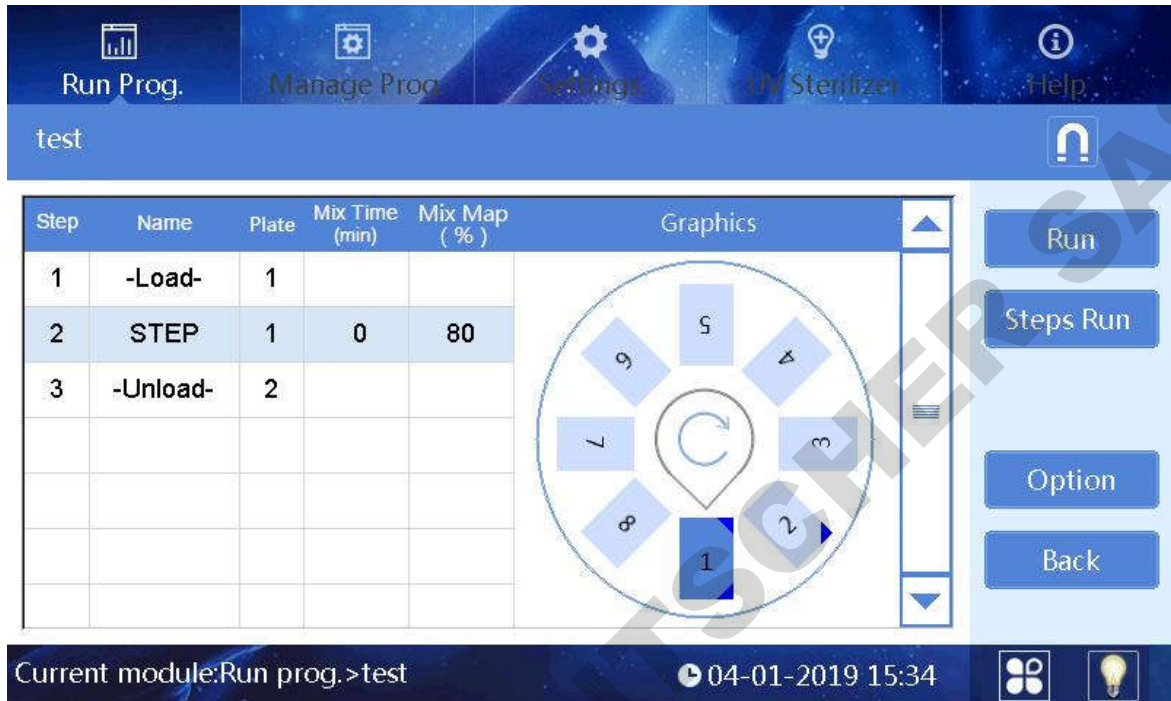 Run Prog. Manage Prog. Settings UV Sterilizer Help
test
Step Name Plate Mix Time (min) Mix Map ( % ) Graphics
1 -Load- 1
2 STEP 1 0 80
3 -Unload- 2
5
6 4
7 3
8 2
1
Run
Steps Run
Option
Back
Current module:Run prog.>test 04-01-2019 15:34